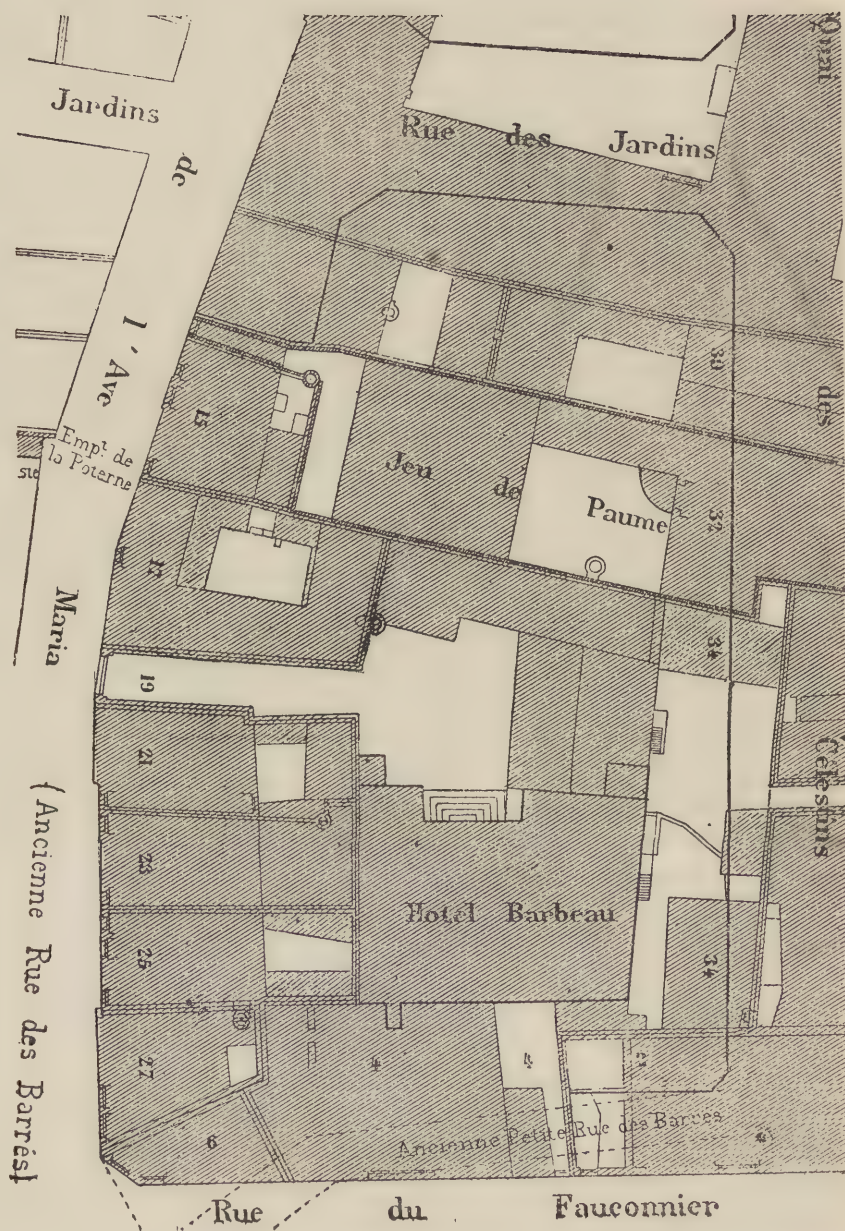 Quai
des
Célestins
Jardins
Rue des Jardins
de
l'Ave
Maria
(Ancienne Rue des Barrés)
30
15
Emp.t de
la Poterne
Jeu de Paume
32
17
34
19
21
23
Hotel Barbeau
25
34
27
4
4
6
Ancienne Petite Rue des Barres
Rue du Fauconnier